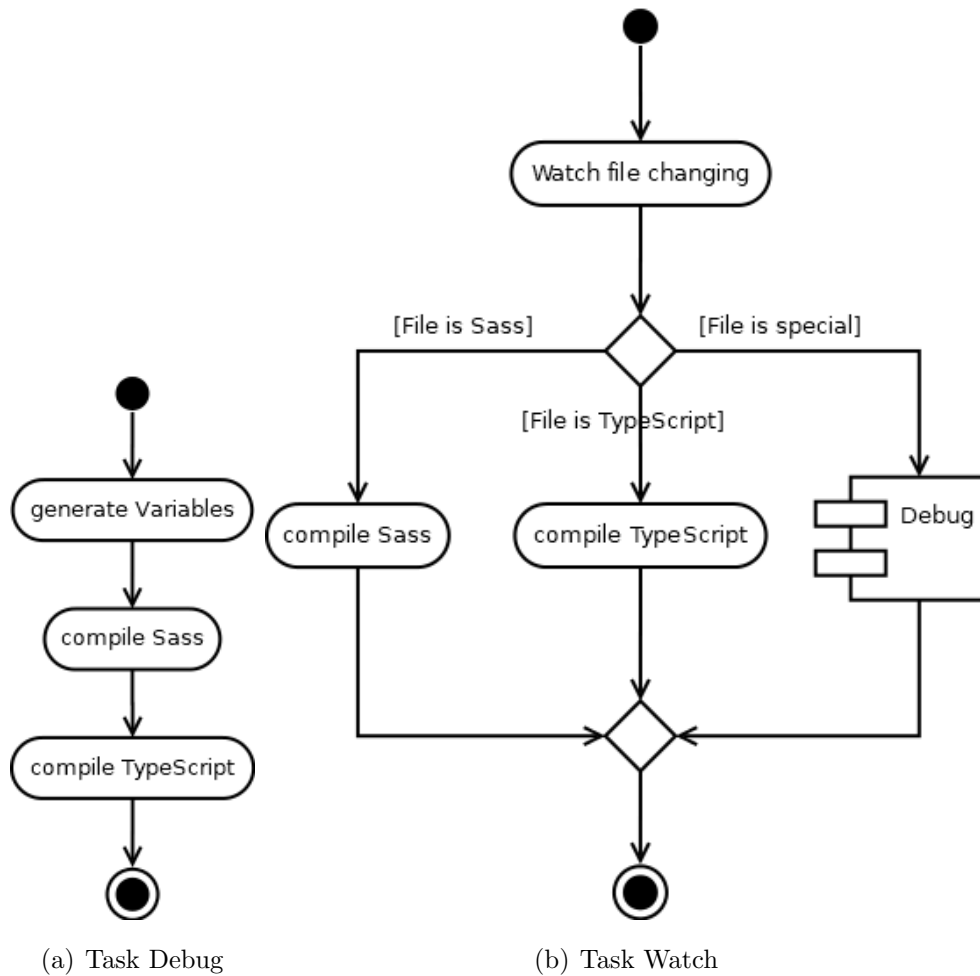 Watch file changing
[File is Sass]
[File is special]
[File is TypeScript]
generate Variables
compile Sass
compile TypeScript
Debug
compile Sass
compile TypeScript
(a) Task Debug
(b) Task Watch